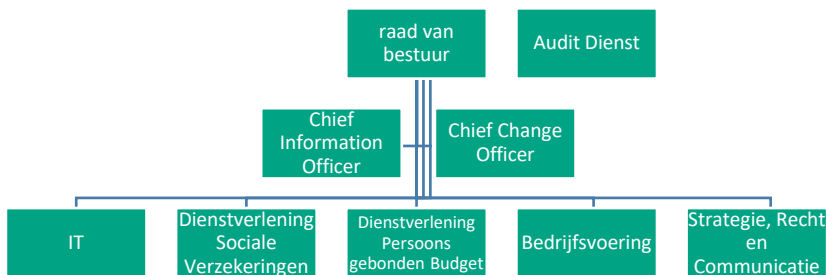 raad van
bestuur
Audit Dienst
Chief
Information
Officer
Chief Change
Officer
IT
Dienstverlening
Sociale
Verzekeringen
Dienstverlening
Persoons
gebonden Budget
Bedrijfsvoering
Strategie, Recht
en
Communicatie